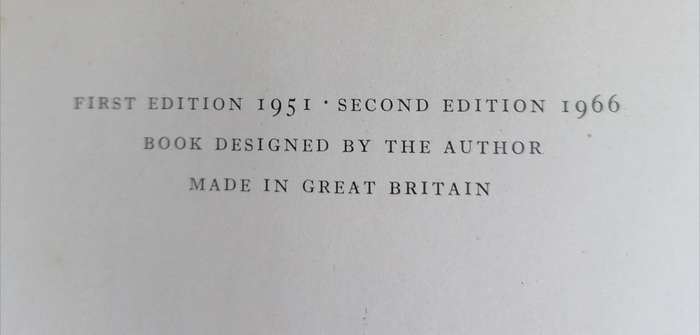 FIRST EDITION 1951 · SECOND EDITION 1966
BOOK DESIGNED BY THE AUTHOR
MADE IN GREAT BRITAIN